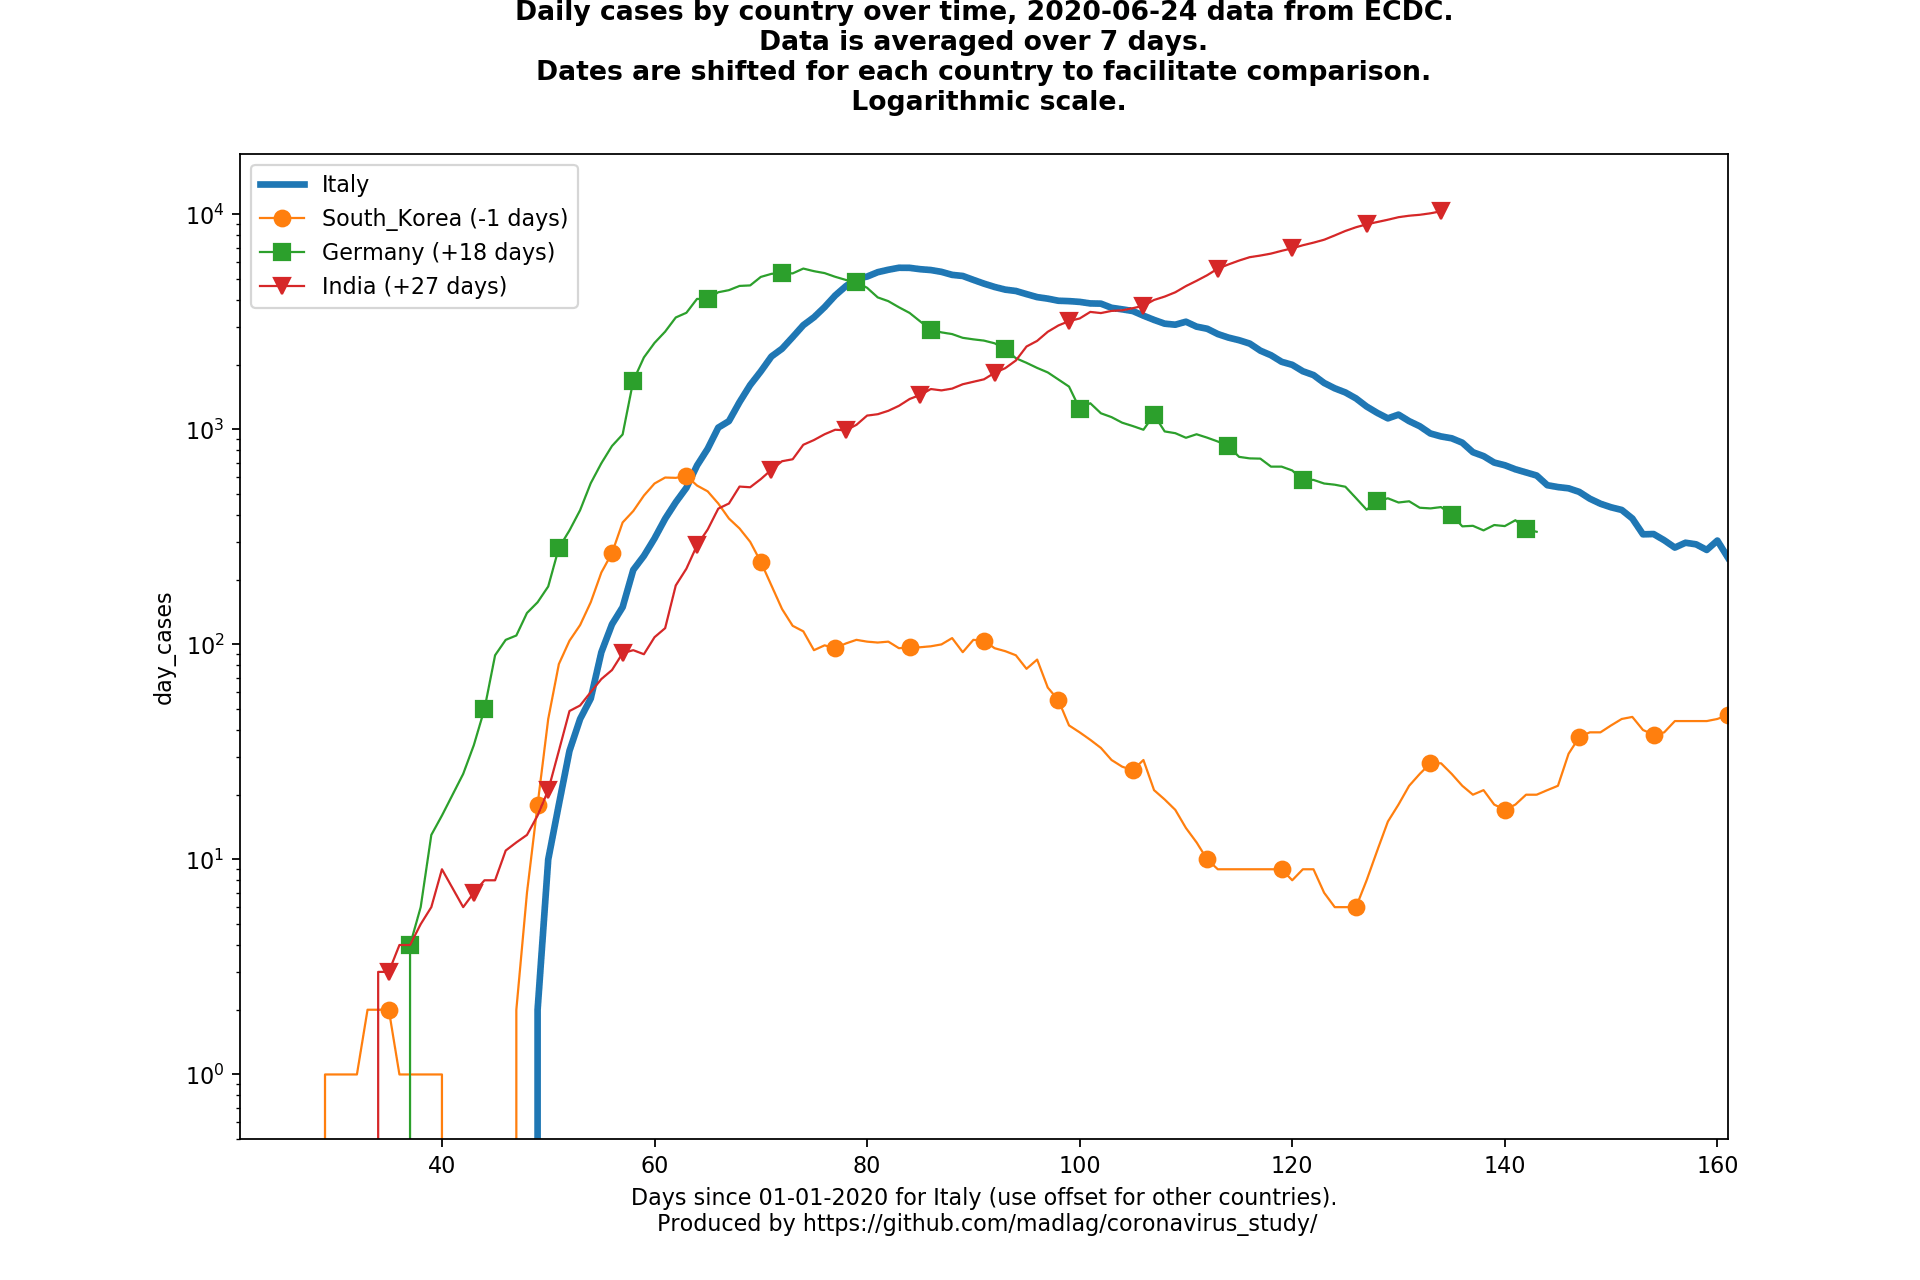 Daily cases by country over time, 2020-06-24 data from ECDC.
Data is averaged over 7 days.
Dates are shifted for each country to facilitate comparison.
Logarithmic scale.
Italy
South_Korea (-1 days)
Germany (+18 days)
India (+27 days)
10⁴
10³
10²
10¹
10⁰
day_cases
40 60 80 100 120 140 160
Days since 01-01-2020 for Italy (use offset for other countries).
Produced by https://github.com/madlag/coronavirus_study/